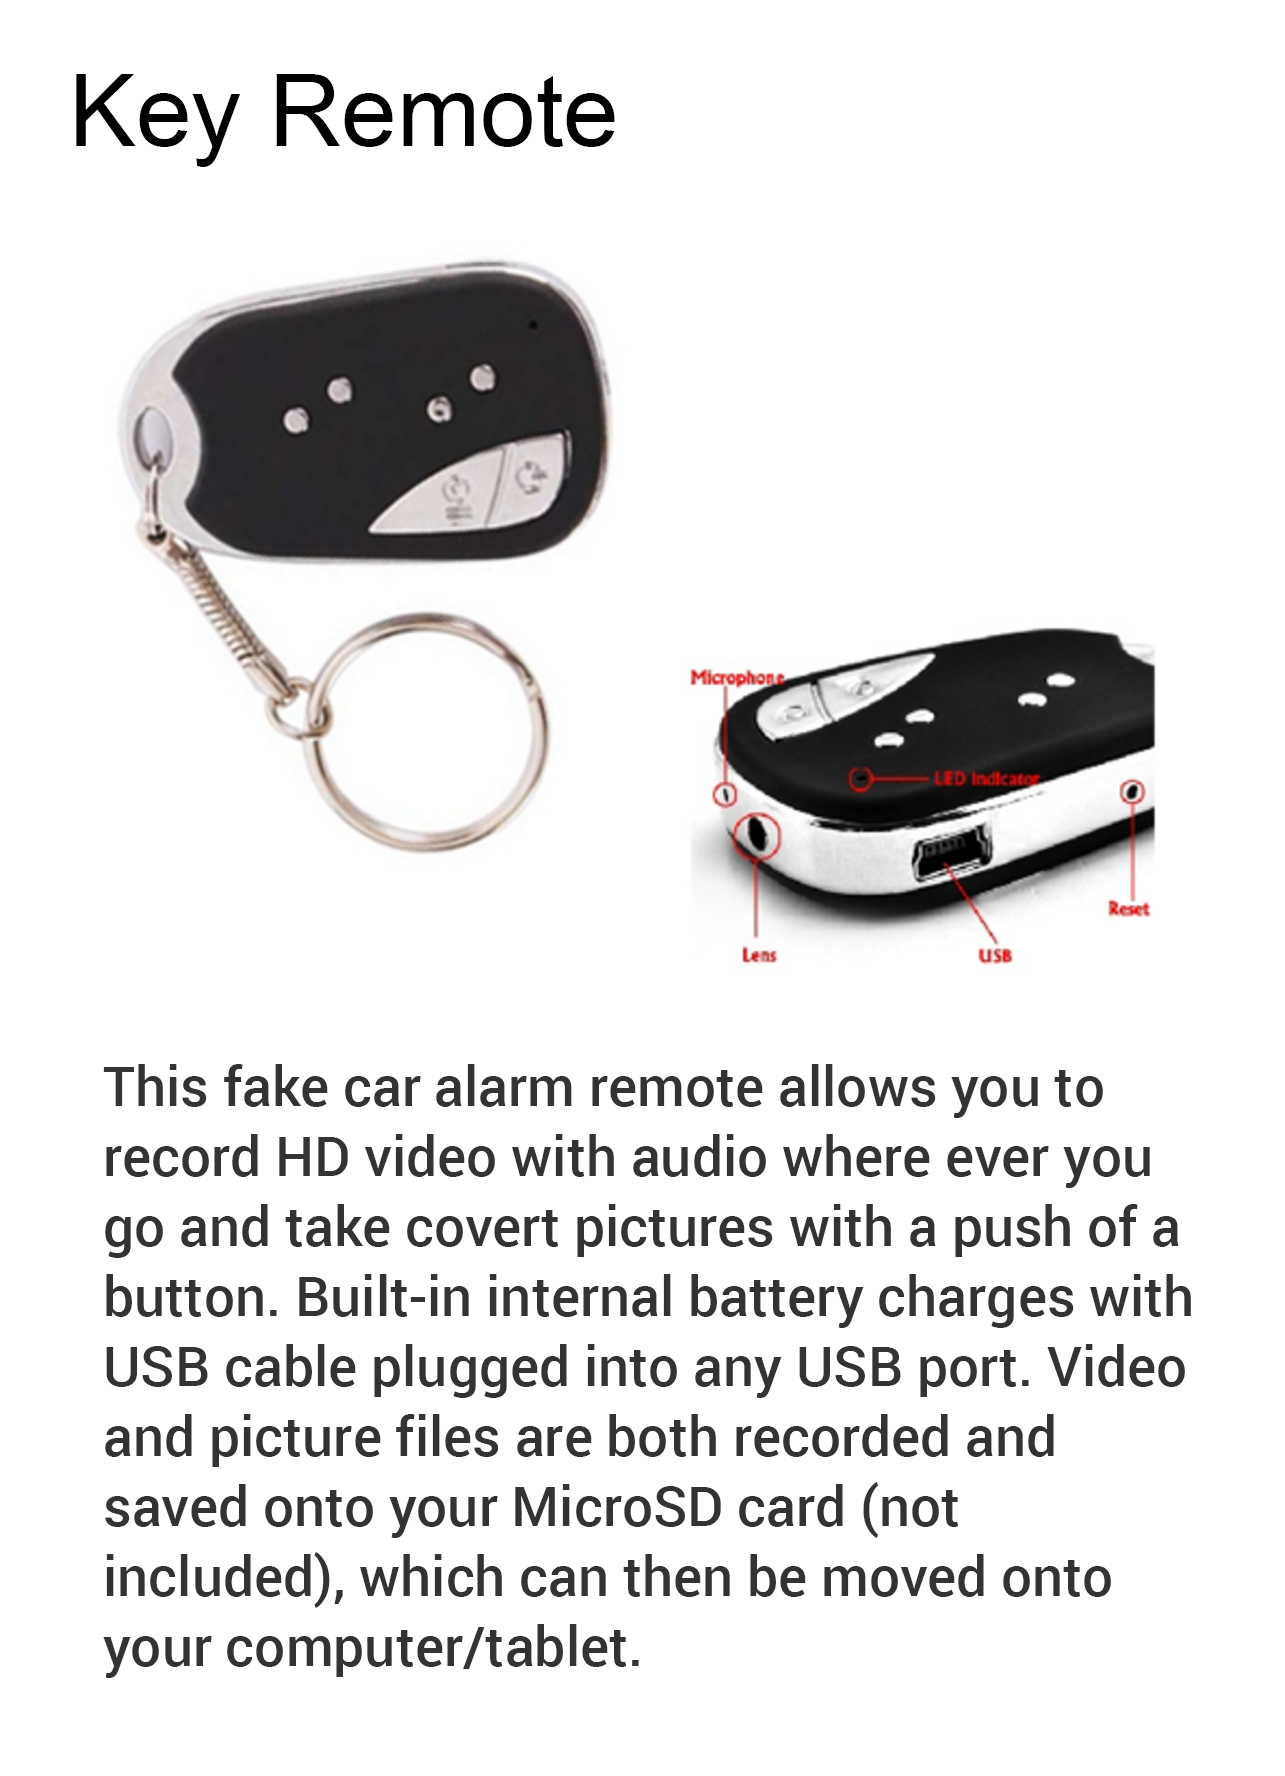 Key Remote
Microphone
LED Indicator
Reset
Lens
USB
This fake car alarm remote allows you to
record HD video with audio where ever you
go and take covert pictures with a push of a
button. Built-in internal battery charges with
USB cable plugged into any USB port. Video
and picture files are both recorded and
saved onto your MicroSD card (not
included), which can then be moved onto
your computer/tablet.